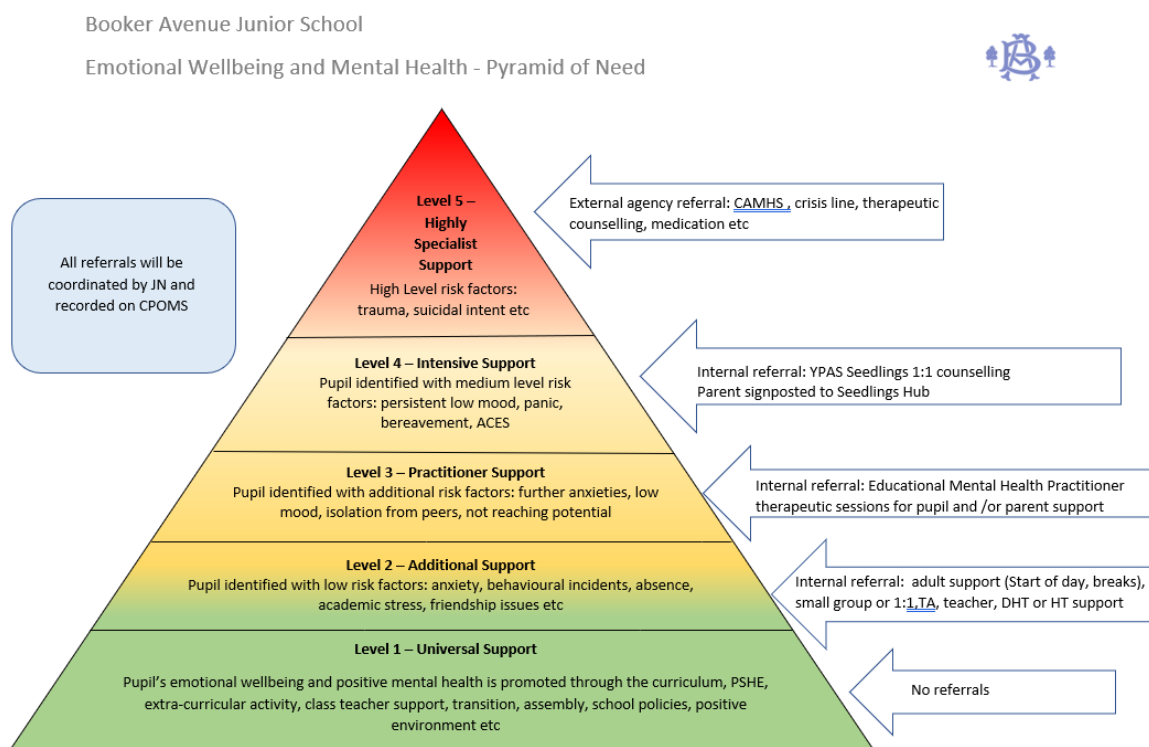 Booker Avenue Junior School
Emotional Wellbeing and Mental Health - Pyramid of Need
BA
All referrals will be
coordinated by JN and
recorded on CPOMS
Level 5 –
Highly
Specialist
Support
High Level risk factors:
trauma, suicidal intent etc
External agency referral: CAMHS , crisis line, therapeutic
counselling, medication etc
Level 4 – Intensive Support
Pupil identified with medium level risk
factors: persistent low mood, panic,
bereavement, ACES
Internal referral: YPAS Seedlings 1:1 counselling
Parent signposted to Seedlings Hub
Level 3 – Practitioner Support
Pupil identified with additional risk factors: further anxieties, low
mood, isolation from peers, not reaching potential
Internal referral: Educational Mental Health Practitioner
therapeutic sessions for pupil and /or parent support
Level 2 – Additional Support
Pupil identified with low risk factors: anxiety, behavioural incidents, absence,
academic stress, friendship issues etc
Internal referral:  adult support (Start of day, breaks),
small group or 1:1,TA, teacher, DHT or HT support
Level 1 – Universal Support
Pupil's emotional wellbeing and positive mental health is promoted through the curriculum, PSHE,
extra-curricular activity, class teacher support, transition, assembly, school policies, positive
environment etc
No referrals